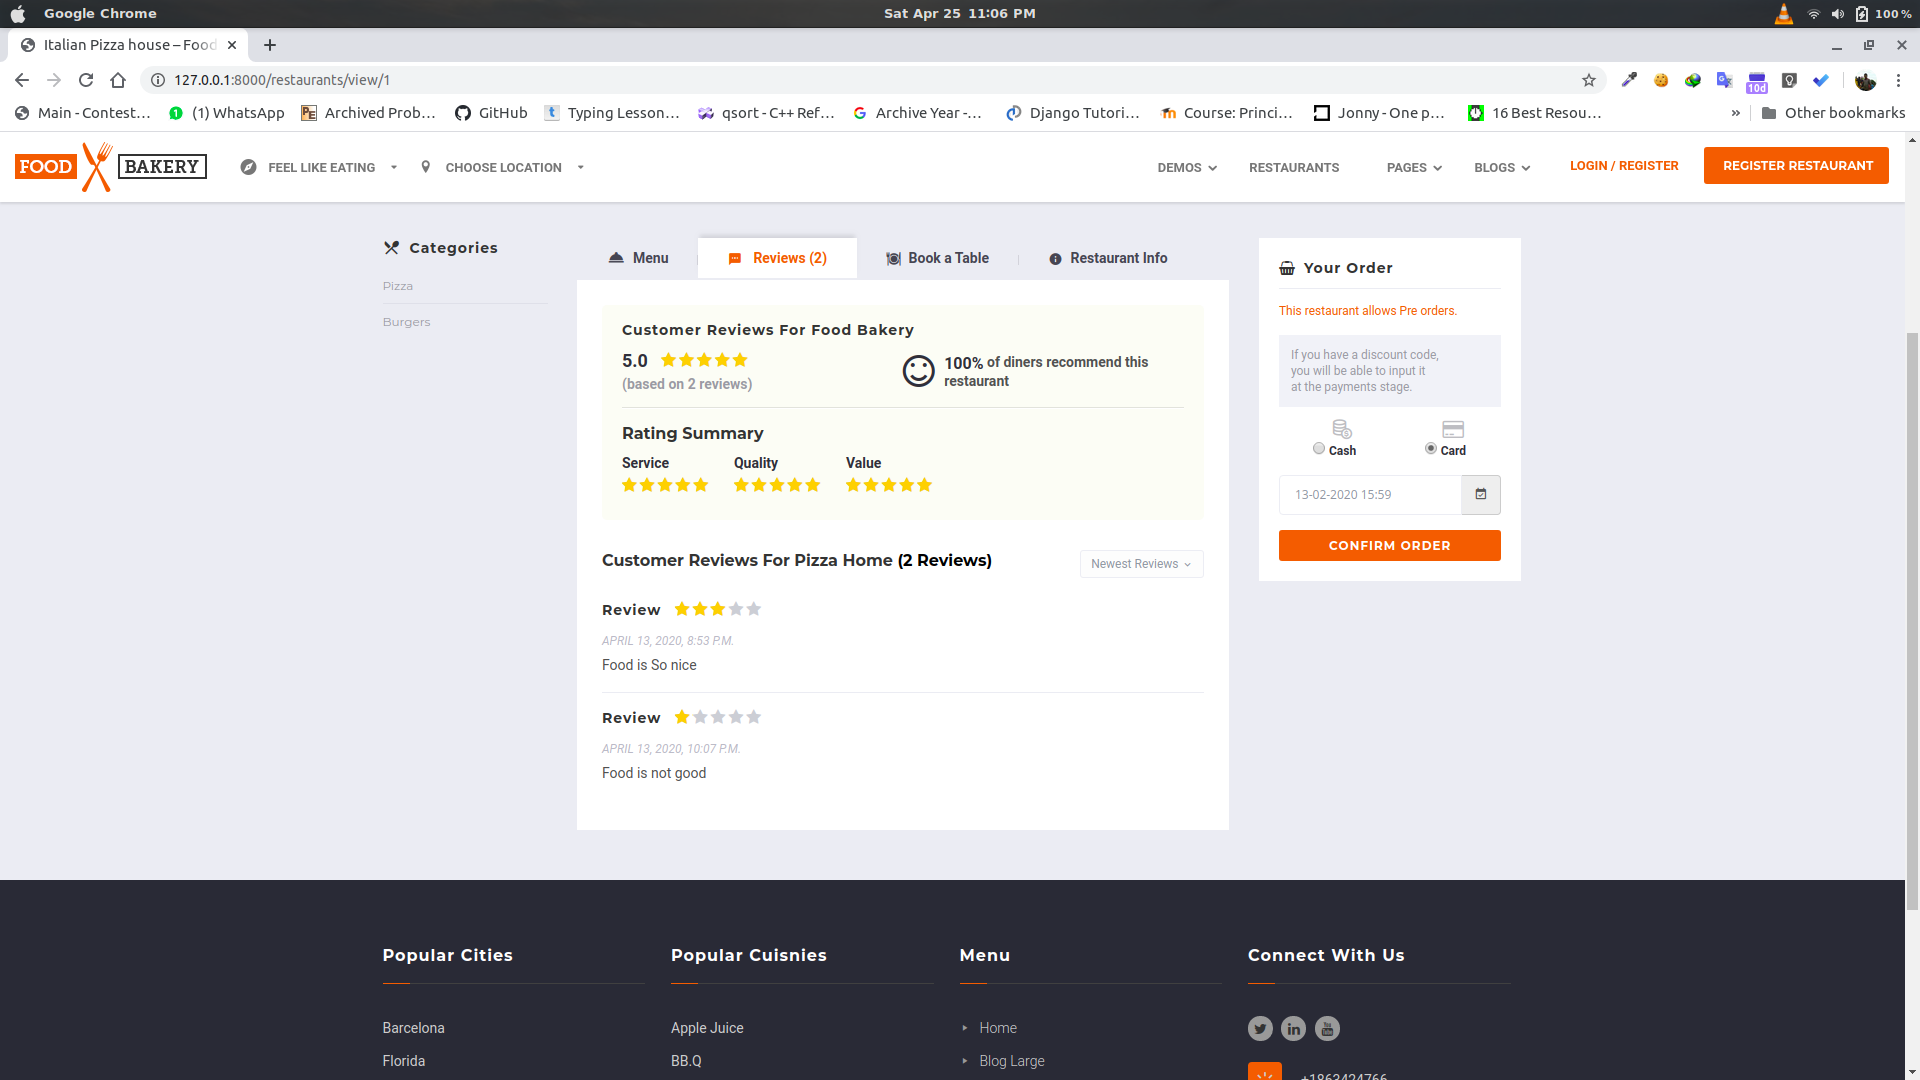 Google Chrome
Sat Apr 25 11:06 PM
100 %
Italian Pizza house – Food
127.0.0.1:8000/restaurants/view/1
10d
Main - Contest…
(1) WhatsApp
Archived Prob…
GitHub
Typing Lesson…
qsort - C++ Ref…
Archive Year -…
Django Tutori…
Course: Princi…
Jonny - One p…
16 Best Resou…
»
Other bookmarks
FOOD BAKERY
FEEL LIKE EATING
CHOOSE LOCATION
DEMOS
RESTAURANTS
PAGES
BLOGS
LOGIN / REGISTER
REGISTER RESTAURANT
Categories
Pizza
Burgers
Menu
Reviews (2)
Book a Table
Restaurant Info
Customer Reviews For Food Bakery
5.0
(based on 2 reviews)
100% of diners recommend this
restaurant
Rating Summary
Service
Quality
Value
Customer Reviews For Pizza Home (2 Reviews)
Newest Reviews
Review
APRIL 13, 2020, 8:53 P.M.
Food is So nice
Review
APRIL 13, 2020, 10:07 P.M.
Food is not good
Your Order
This restaurant allows Pre orders.
If you have a discount code,
you will be able to input it
at the payments stage.
Cash
Card
13-02-2020 15:59
CONFIRM ORDER
Popular Cities
Barcelona
Florida
Popular Cuisnies
Apple Juice
BB.Q
Menu
Home
Blog Large
Connect With Us
+1863424766